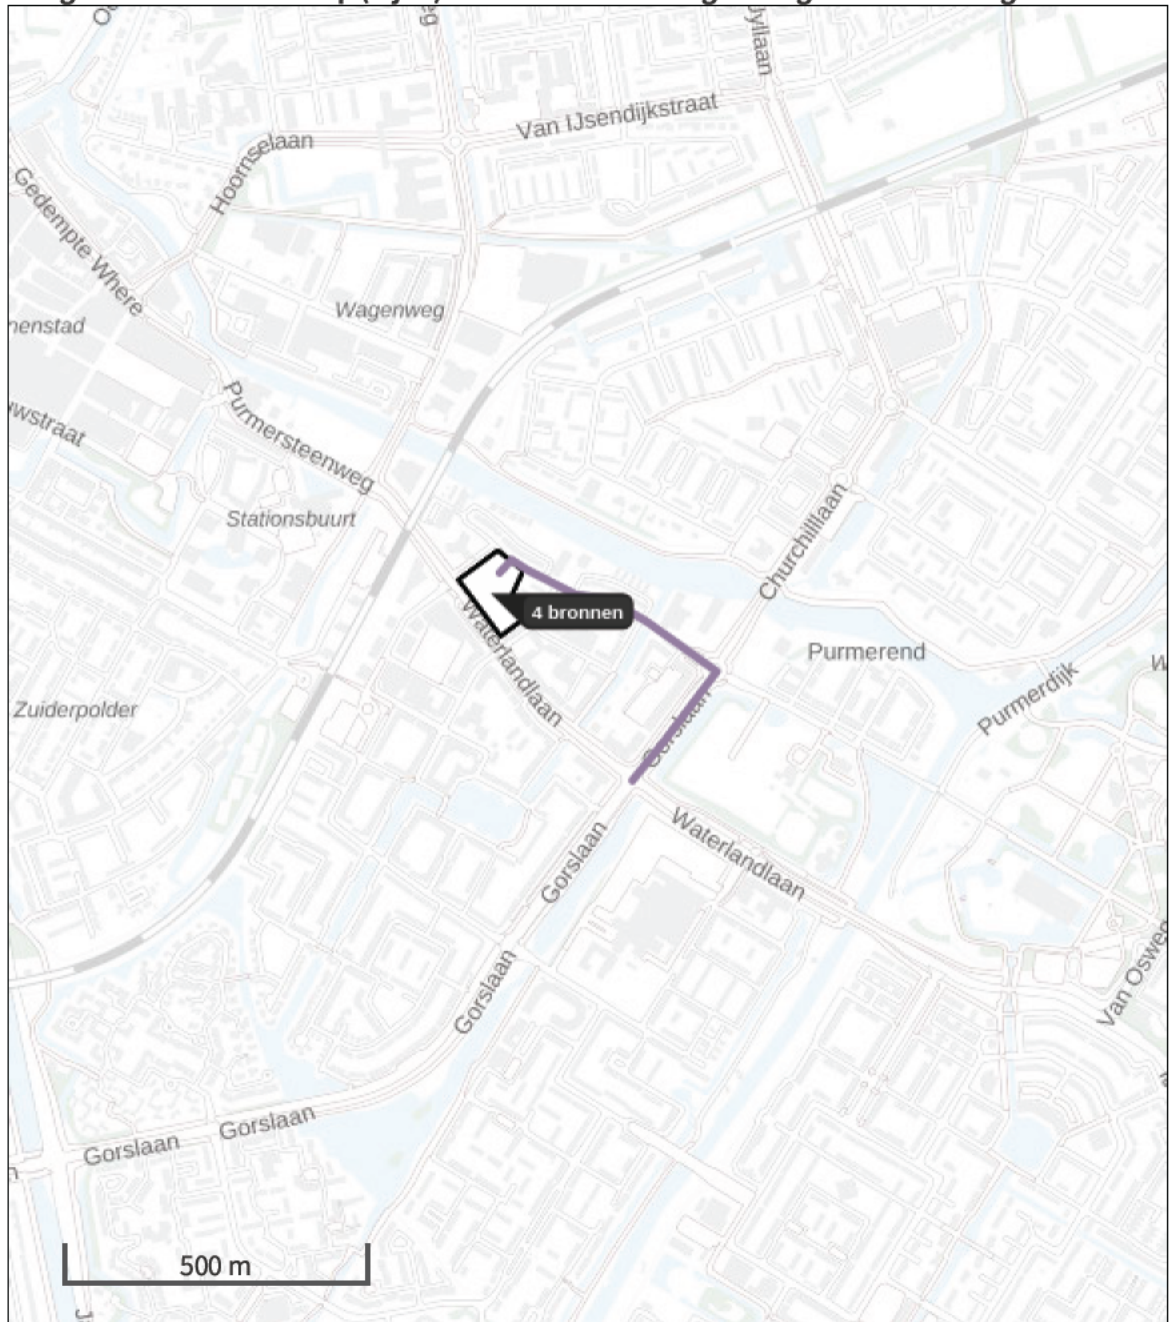 Van IJsendijkstraat
Hoornselaan
Gedempte Where
Wagenweg
Purmersteenweg
Stationsbuurt
Churchilllaan
4 bronnen
Waterlandlaan
Purmerend
Purmerdijk
Zuiderpolder
Gorslaan
Waterlandlaan
Gorslaan
Gorslaan
Gorslaan
Gorslaan
500 m